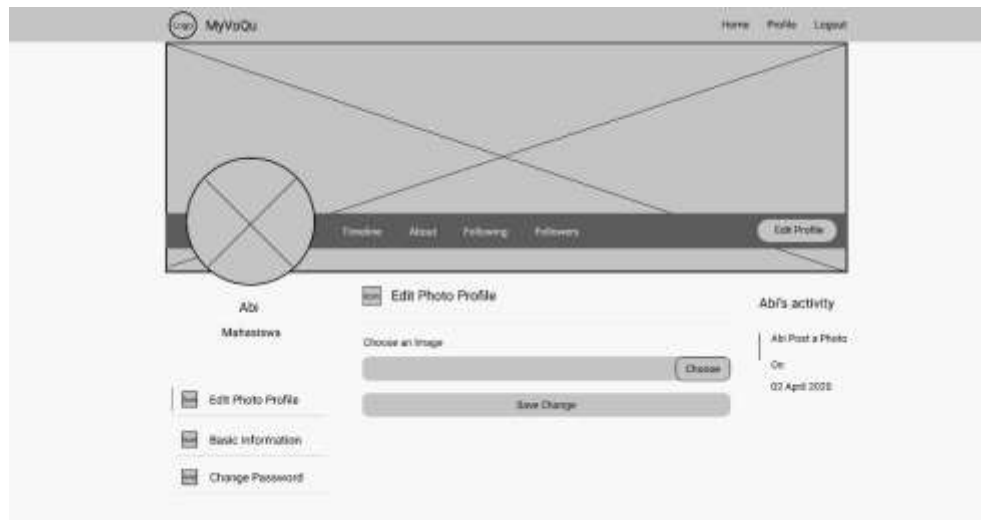 Logo MyVoQu
Home Profile Logout
Timeline About Following Followers
Edit Profile
Abi
Mahasiswa
Edit Photo Profile
Basic Information
Change Password
Edit Photo Profile
Choose an Image
Choose
Save Change
Abi's activity
Abi Post a Photo
On
02 April 2020